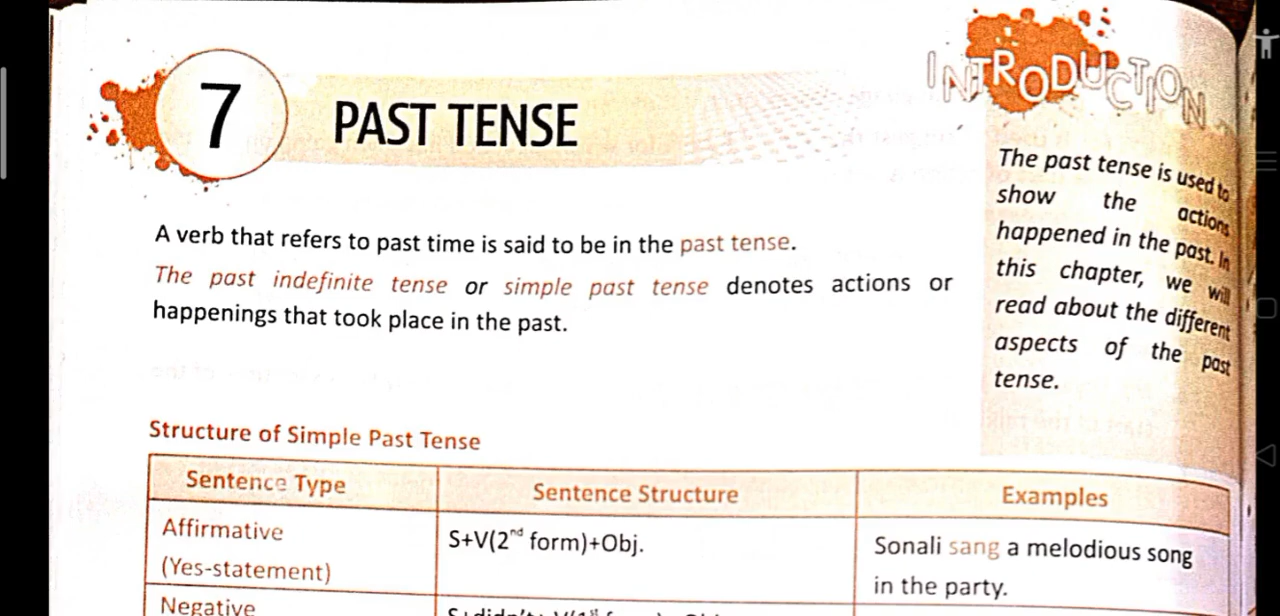 7
PAST TENSE
INTRODUCTION
The past tense is used to
show the actions
happened in the past. In
this chapter, we will
read about the different
aspects of the past
tense.
A verb that refers to past time is said to be in the past tense.
The past indefinite tense or simple past tense denotes actions or
happenings that took place in the past.
Structure of Simple Past Tense
Sentence Type Sentence Structure Examples
Affirmative S+V(2nd form)+Obj. Sonali sang a melodious song
(Yes-statement) in the party.
Negative